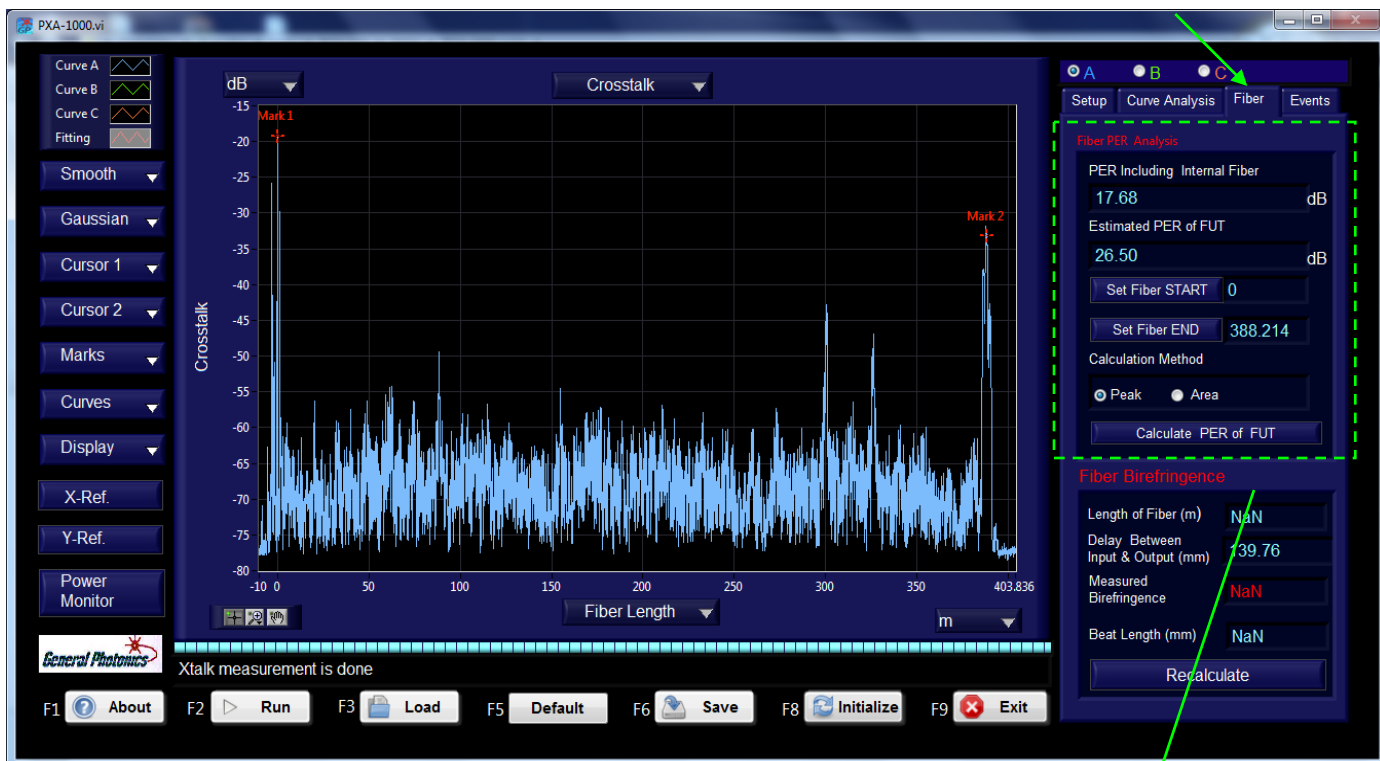 PXA-1000.vi
Curve A
Curve B
Curve C
Fitting
Smooth
Gaussian
Cursor 1
Cursor 2
Marks
Curves
Display
X-Ref.
Y-Ref.
Power
Monitor
General Photonics
dB
Crosstalk
Crosstalk
-15
-20
-25
-30
-35
-40
-45
-50
-55
-60
-65
-70
-75
-80
Mark 1
Mark 2
-10 0 50 100 150 200 250 300 350 403.836
Fiber Length
m
Xtalk measurement is done
F1 About F2 Run F3 Load F5 Default F6 Save F8 Initialize F9 Exit
A B C
Setup Curve Analysis Fiber Events
Fiber PER Analysis
PER Including Internal Fiber
17.68 dB
Estimated PER of FUT
26.50 dB
Set Fiber START 0
Set Fiber END 388.214
Calculation Method
Peak Area
Calculate PER of FUT
Fiber Birefringence
Length of Fiber (m) NaN
Delay Between
Input & Output (mm) 139.76
Measured
Birefringence NaN
Beat Length (mm) NaN
Recalculate